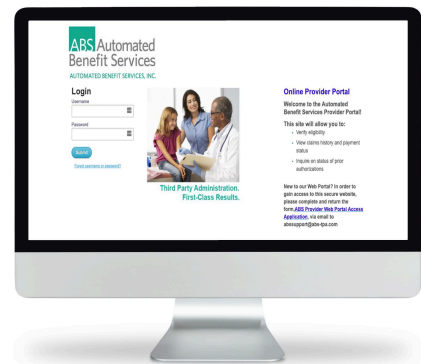 ABS Automated
Benefit Services
AUTOMATED BENEFIT SERVICES, INC.
Login
Username
Password
Submit
Forgot username or password?
Third Party Administration.
First-Class Results.
Online Provider Portal
Welcome to the Automated
Benefit Services Provider Portal!
This site will allow you to:
• Verify eligibility
• View claims history and payment
status
• Inquire on status of prior
authorizations
New to our Web Portal? In order to
gain access to this secure website,
please complete and return the
form,ABS Provider Web Portal Access
Application, via email to
abssupport@abs-tpa.com